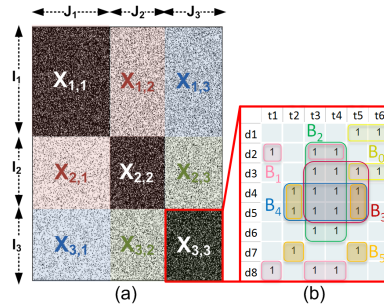 J1 J2 J3
I1
X1,1 X1,2 X1,3
I2
X2,1 X2,2 X2,3
I3
X3,1 X3,2 X3,3
(a)
t1 t2 t3 t4 t5 t6
B2
d1 1 1
d2 1 1 1 B0
d3 B1 1 1 1
d4 1 1 1 1
B4 B3
d5 1 1 1 1
d6 1 1
d7 1 1 B5
d8 1 1 1 1
(b)